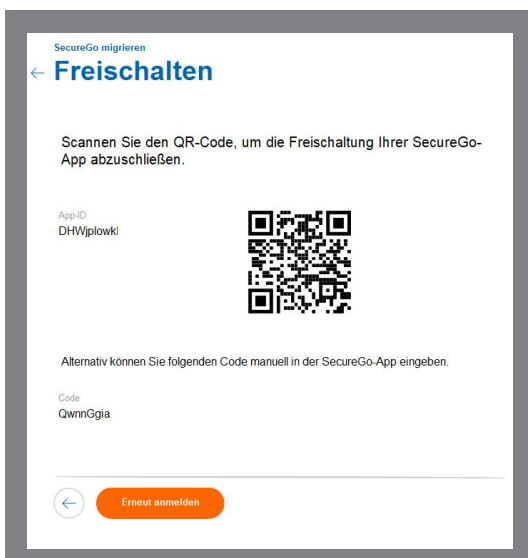 SecureGo migrieren
Freischalten
Scannen Sie den QR-Code, um die Freischaltung Ihrer SecureGo-
App abzuschließen.
App-ID
DHWjplowkl
Alternativ können Sie folgenden Code manuell in der SecureGo-App eingeben.
Code
QwnnGgia
Erneut anmelden